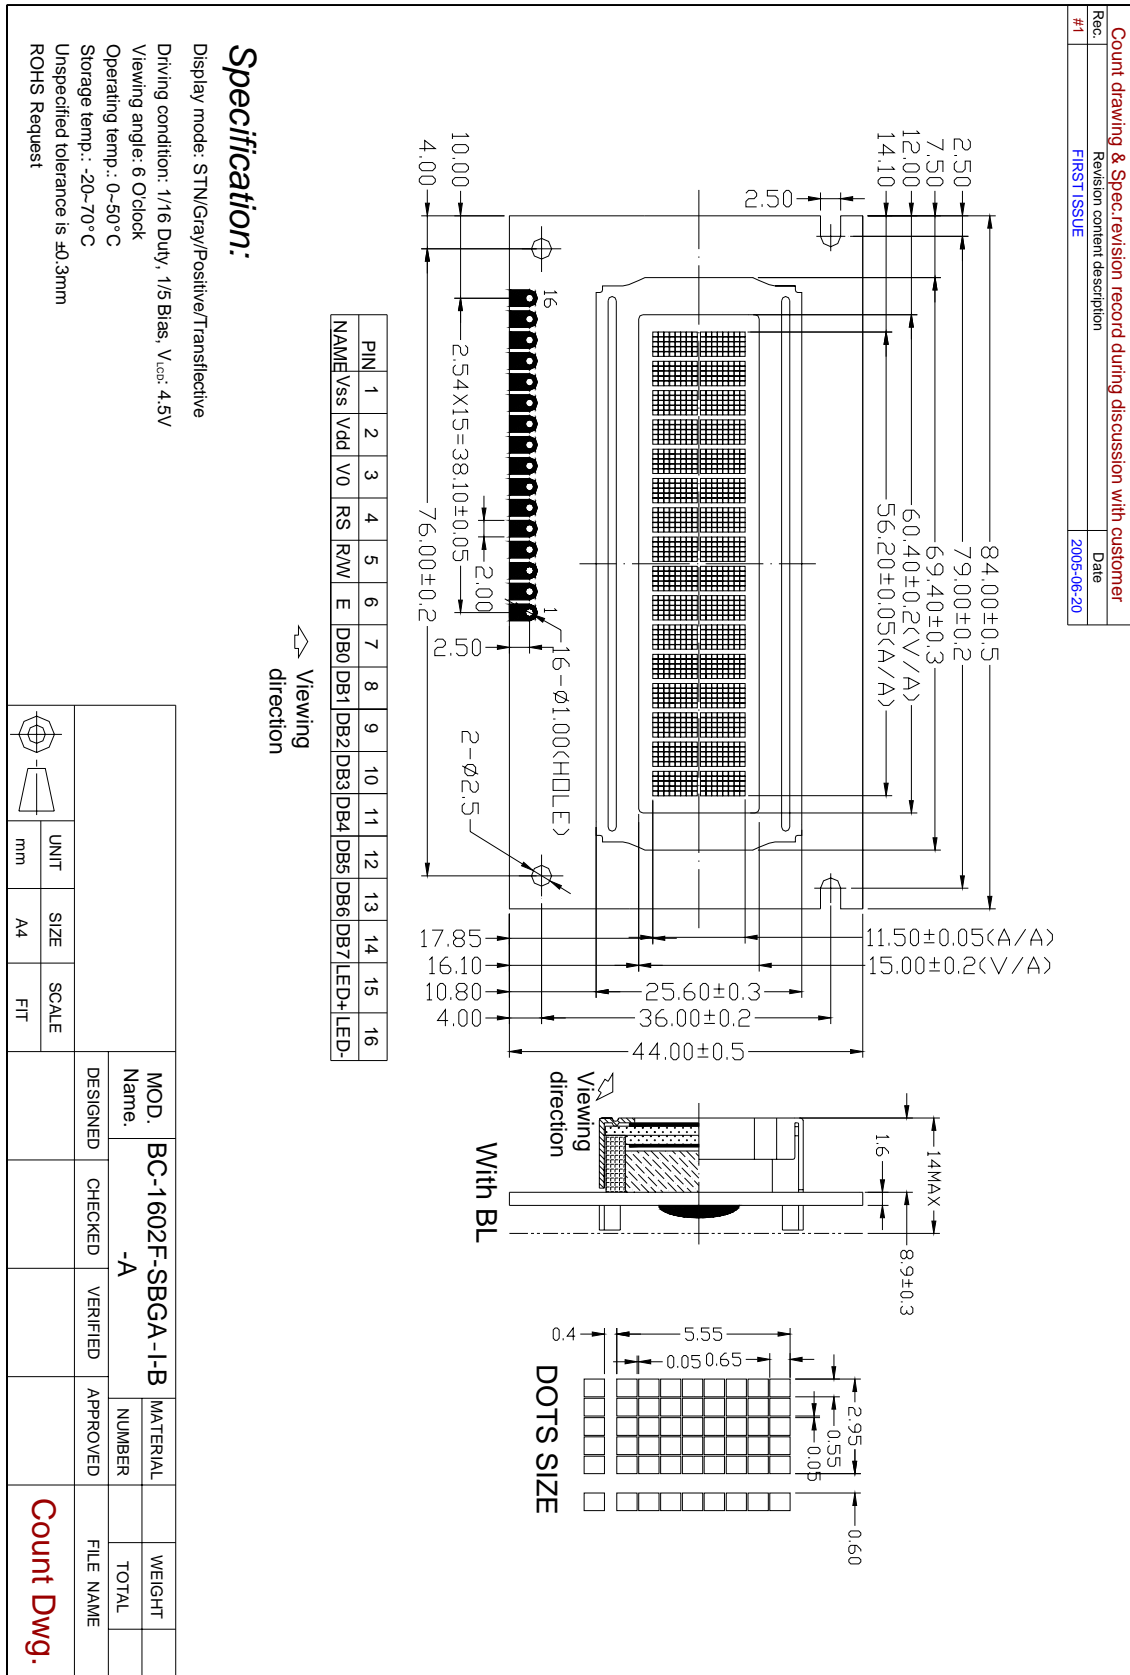 Count drawing & Spec.revision record during discussion with customer
Rec. Revision content description Date
#1 FIRST ISSUE 2005-06-20
84.00±0.5
2.50 79.00±0.2
7.50 69.40±0.3
12.00 60.40±0.2(V/A)
14.10 56.20±0.05(A/A)
2.50
11.50±0.05(A/A)
15.00±0.2(V/A)
25.60±0.3
36.00±0.2
44.00±0.5
17.85
16.10
10.80
4.00
16
1
10.00 2.54X15=38.10±0.05
4.00 76.00±0.2
2.00
2.50
16-Ø1.00(HOLE)
2-Ø2.5
14MAX
1.6
8.9±0.3
Viewing
direction
With BL
2.95
0.55
0.05
0.60
0.65
0.05
5.55
0.4
DOTS SIZE
PIN 1 2 3 4 5 6 7 8 9 10 11 12 13 14 15 16
NAME Vss Vdd V0 RS R/W E DB0 DB1 DB2 DB3 DB4 DB5 DB6 DB7 LED+ LED-
Viewing
direction
Specification:
Display mode: STN/Gray/Positive/Transflective
Driving condition: 1/16 Duty, 1/5 Bias, VLCD: 4.5V
Viewing angle: 6 O'clock
Operating temp.: 0~50°C
Storage temp.: -20~70°C
Unspecified tolerance is ±0.3mm
ROHS Request
UNIT SIZE SCALE
mm A4 FIT
MOD.
Name.
BC-1602F-SBGA-I-B
-A
MATERIAL WEIGHT
NUMBER TOTAL
DESIGNED CHECKED VERIFIED APPROVED FILE NAME
Count Dwg.